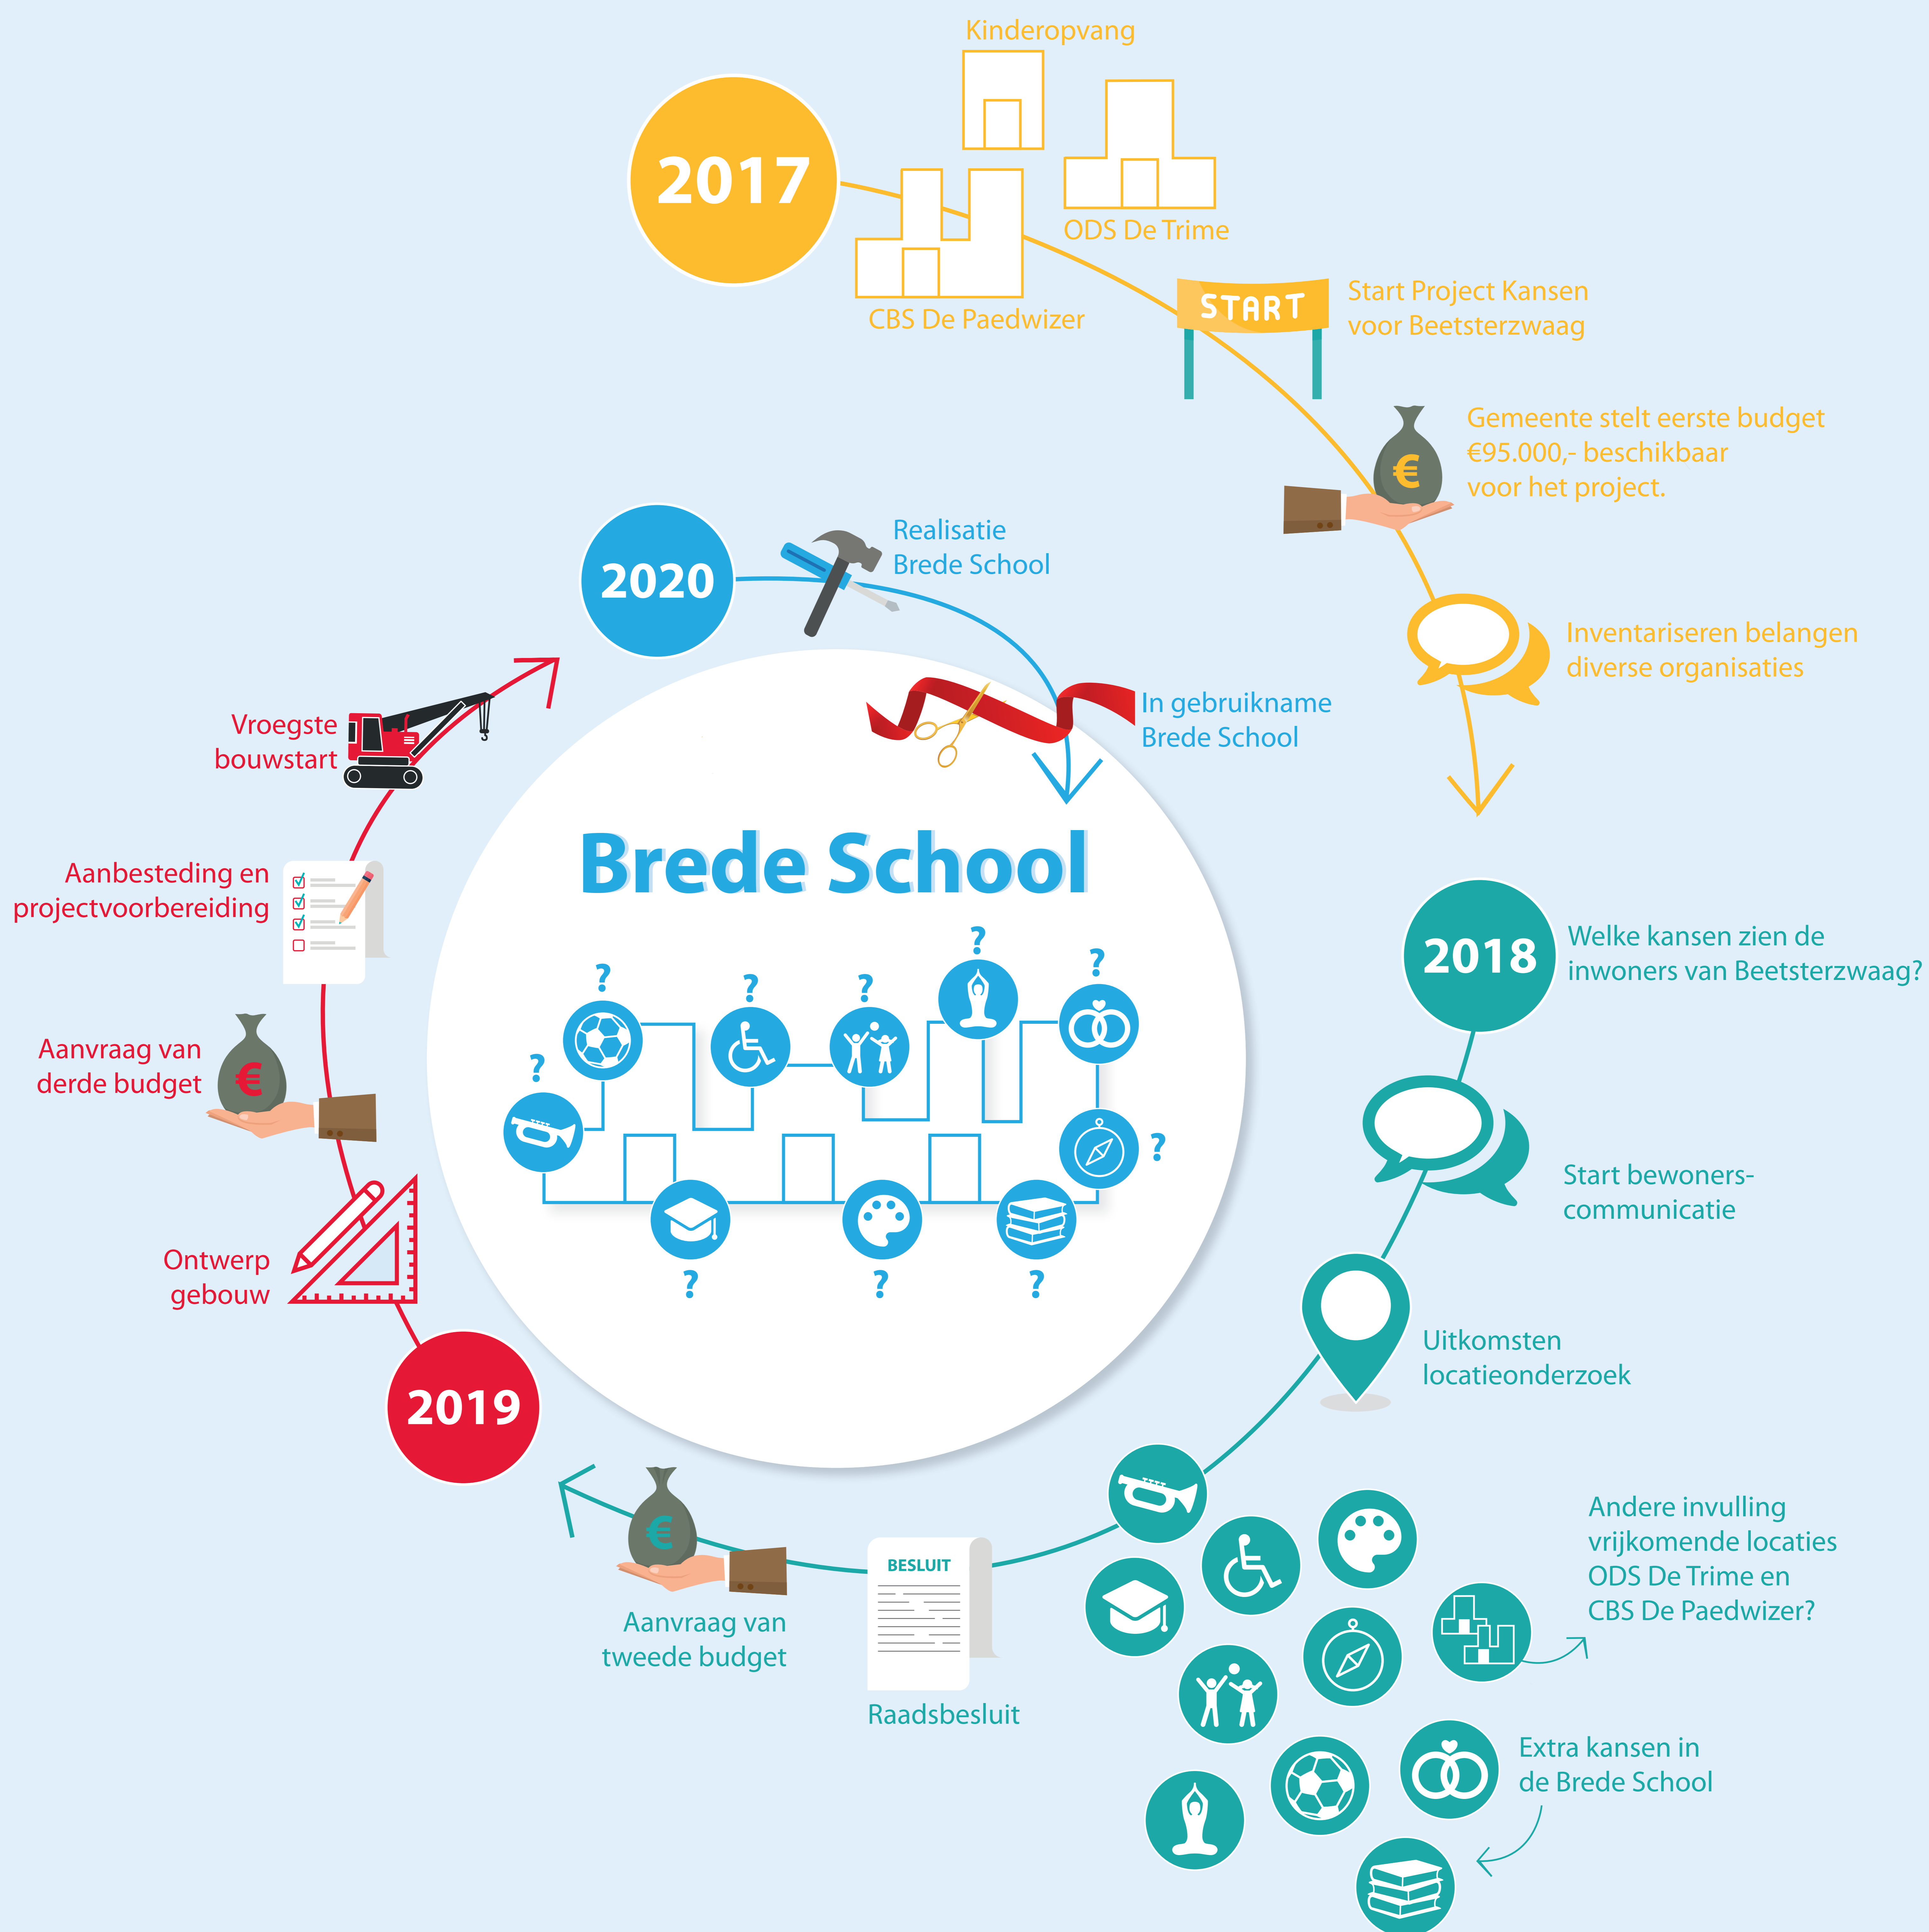 Kinderopvang
2017
ODS De Trime
CBS De Paedwizer
START
Start Project Kansen
voor Beetsterzwaag
€
Gemeente stelt eerste budget
€95.000,- beschikbaar
voor het project.
Inventariseren belangen
diverse organisaties
2018
Welke kansen zien de
inwoners van Beetsterzwaag?
Start bewoners-
communicatie
Uitkomsten
locatieonderzoek
Andere invulling
vrijkomende locaties
ODS De Trime en
CBS De Paedwizer?
Extra kansen in
de Brede School
BESLUIT
Raadsbesluit
€
Aanvraag van
tweede budget
2019
Ontwerp
gebouw
€
Aanvraag van
derde budget
Aanbesteding en
projectvoorbereiding
Vroegste
bouwstart
2020
Realisatie
Brede School
In gebruikname
Brede School
Brede School
?
?
?
?
?
?
?
?
?
?